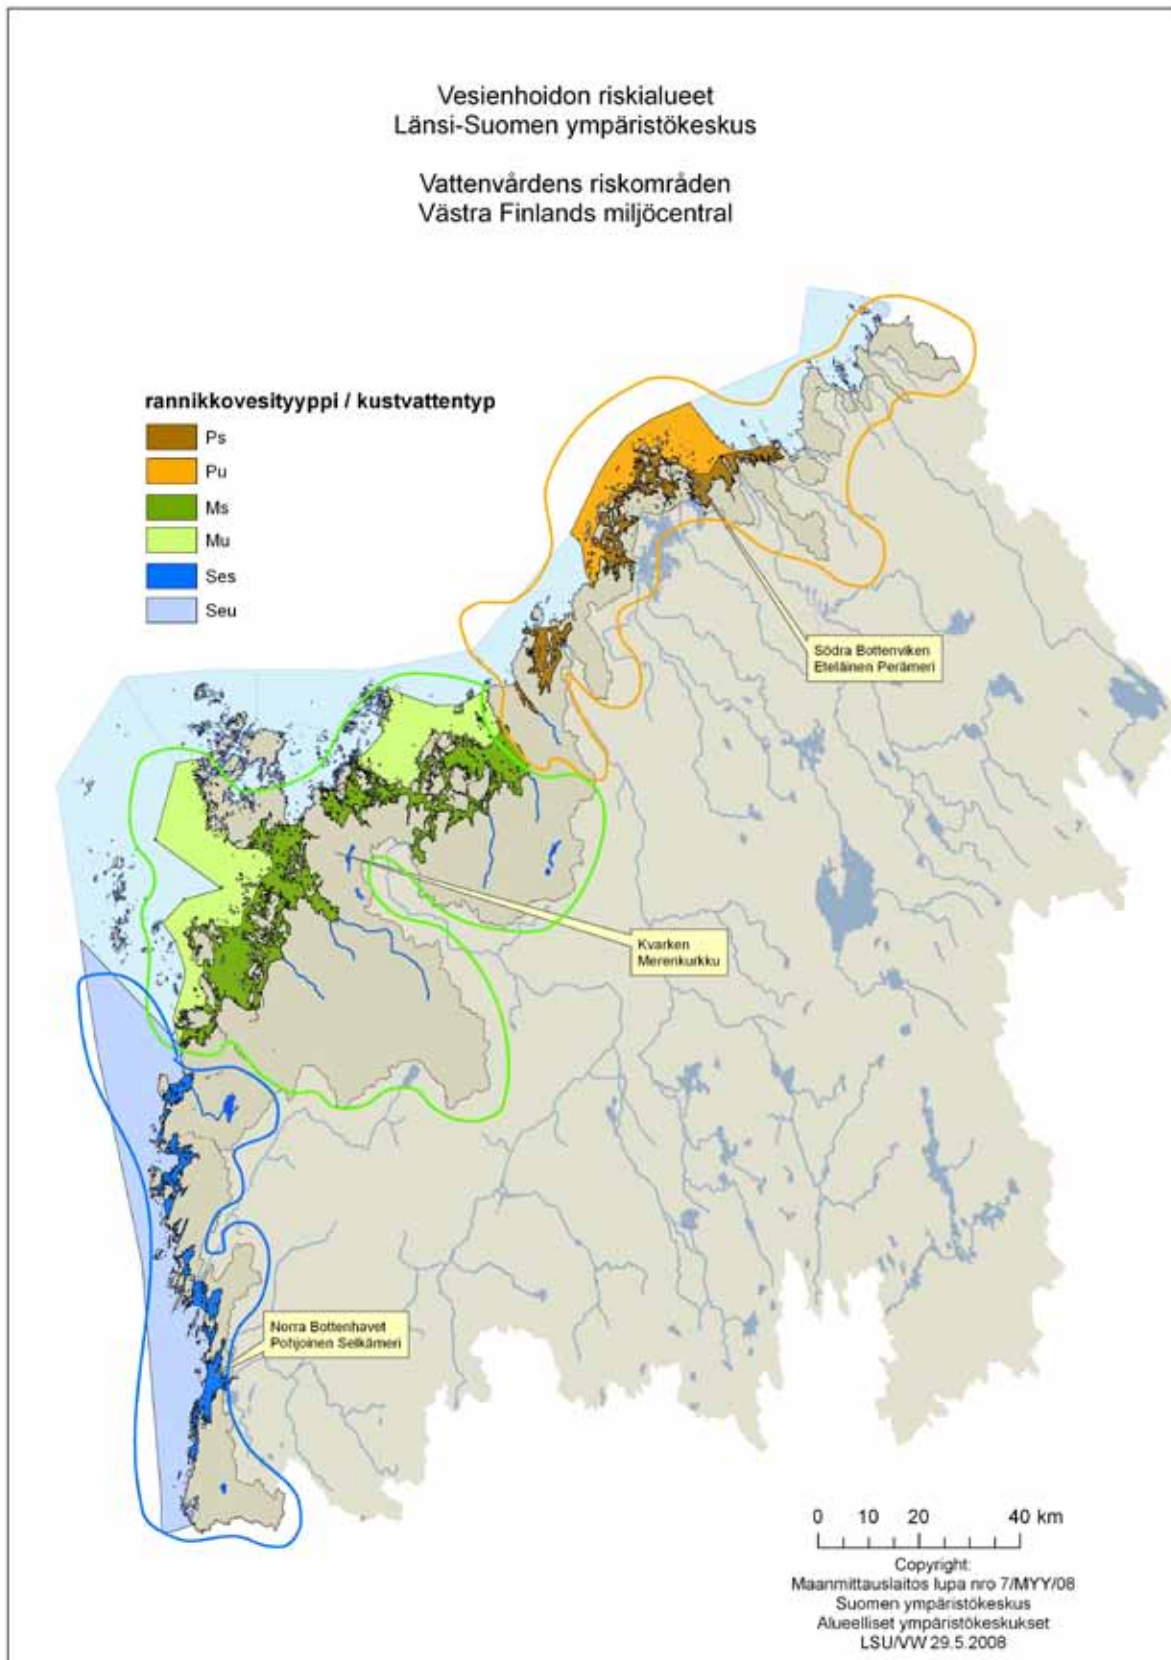 Vesienhoidon riskialueet
Länsi-Suomen ympäristökeskus
Vattenvårdens riskområden
Västra Finlands miljöcentral
rannikkovesityyppi / kustvattentyp
Ps
Pu
Ms
Mu
Ses
Seu
Södra Bottenviken
Eteläinen Perämeri
Kvarken
Merenkurkku
Norra Bottenhavet
Pohjoinen Selkämeri
0 10 20 40 km
Copyright:
Maanmittauslaitos lupa nro 7/MYY/08
Suomen ympäristökeskus
Alueelliset ympäristökeskukset
LSU/VW 29.5.2008